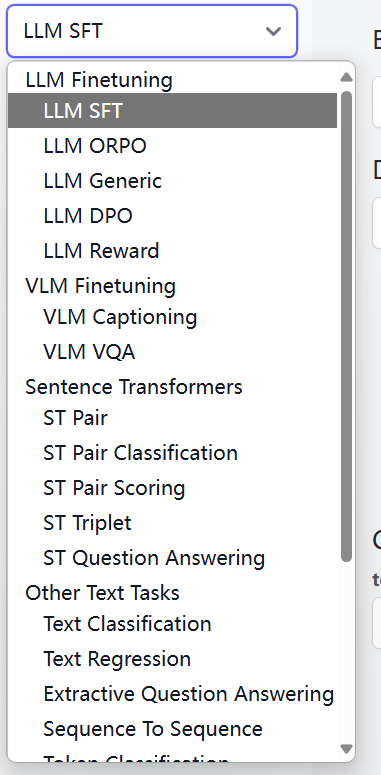 LLM SFT
LLM Finetuning
LLM SFT
LLM ORPO
LLM Generic
LLM DPO
LLM Reward
VLM Finetuning
VLM Captioning
VLM VQA
Sentence Transformers
ST Pair
ST Pair Classification
ST Pair Scoring
ST Triplet
ST Question Answering
Other Text Tasks
Text Classification
Text Regression
Extractive Question Answering
Sequence To Sequence
Token Classification